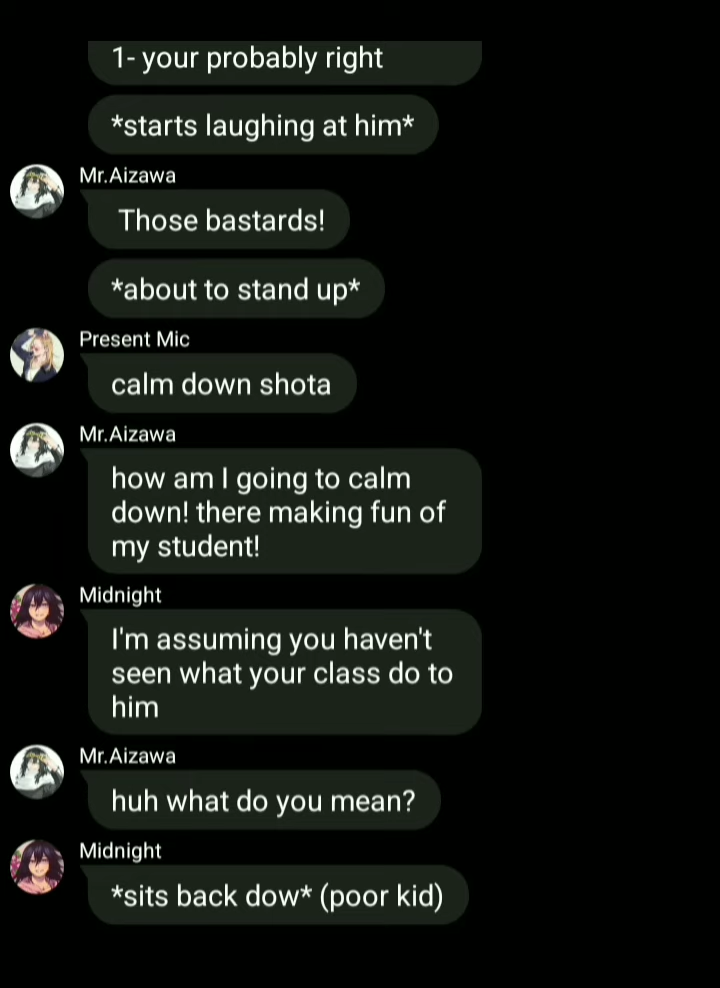 1- your probably right
*starts laughing at him*
Mr.Aizawa
Those bastards!
*about to stand up*
Present Mic
calm down shota
Mr.Aizawa
how am I going to calm
down! there making fun of
my student!
Midnight
I'm assuming you haven't
seen what your class do to
him
Mr.Aizawa
huh what do you mean?
Midnight
*sits back dow* (poor kid)